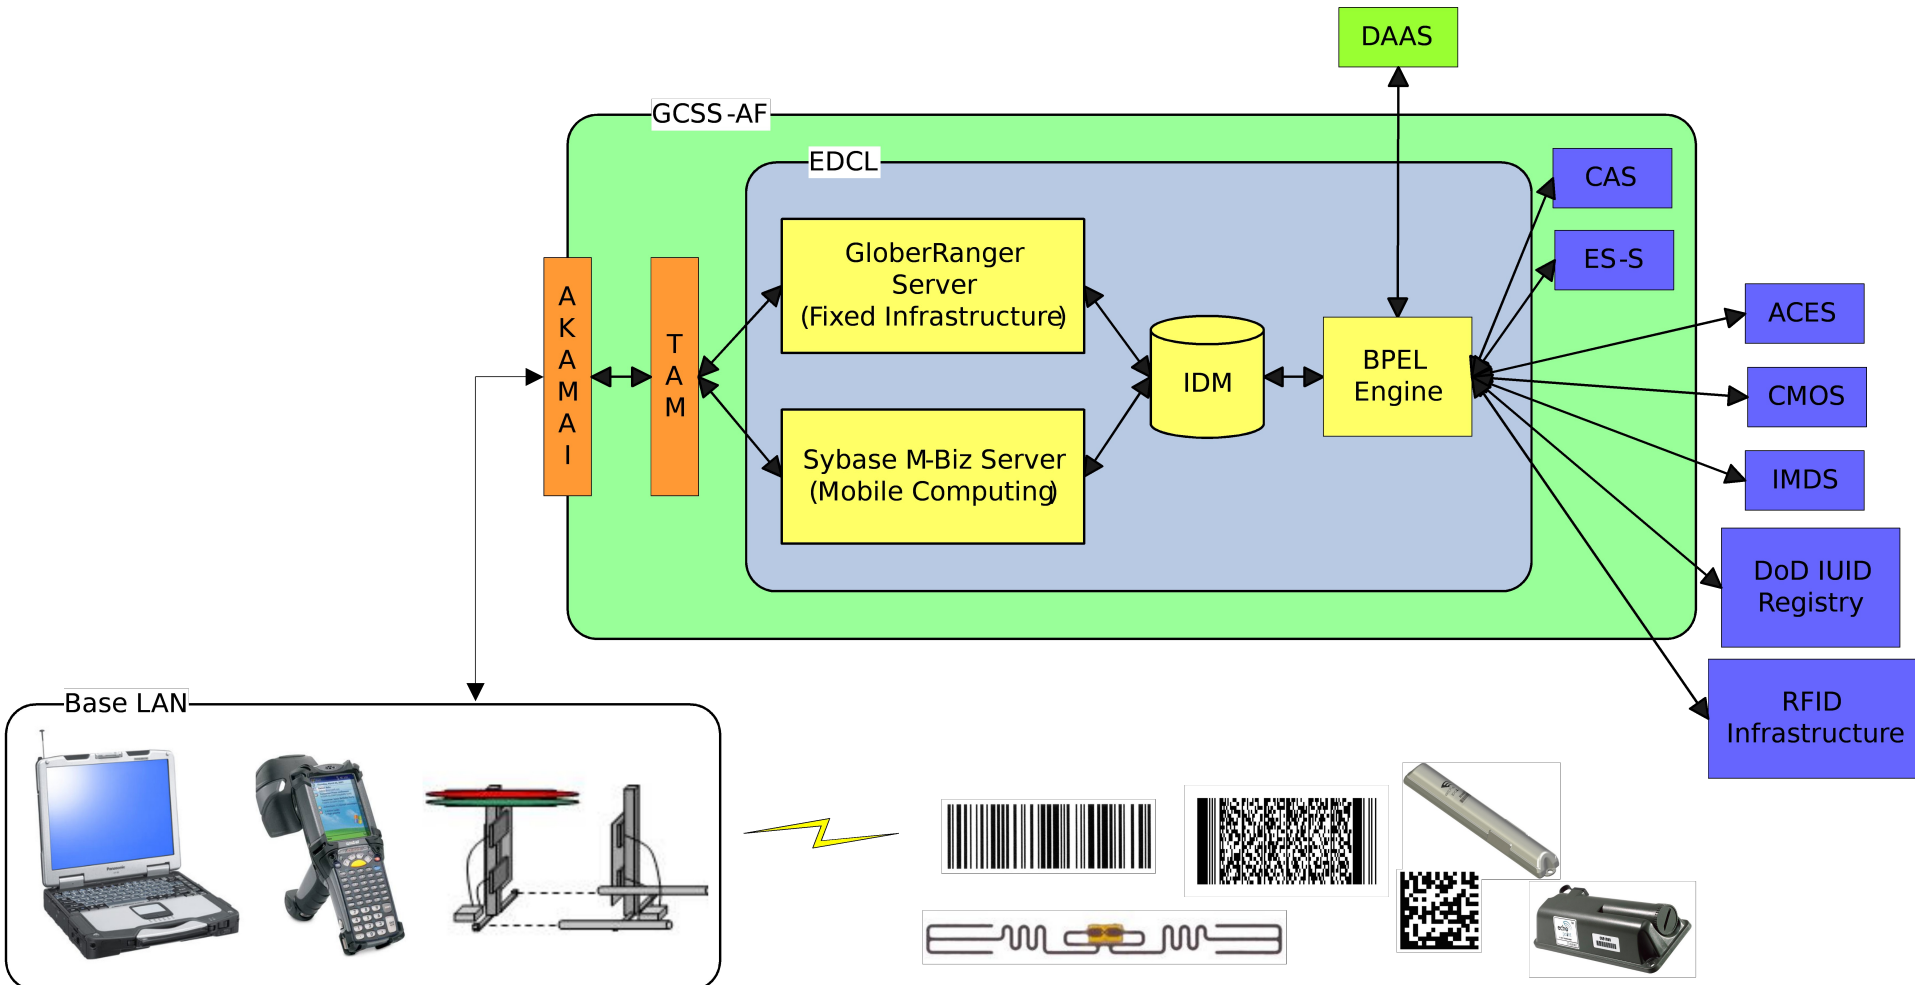 DAAS
GCSS-AF
EDCL
CAS
ES-S
GloberRanger
Server
(Fixed Infrastructure)
A
K
A
M
A
I
T
A
M
IDM
BPEL
Engine
ACES
CMOS
IMDS
Sybase M-Biz Server
(Mobile Computing)
DoD IUID
Registry
RFID
Infrastructure
Base LAN